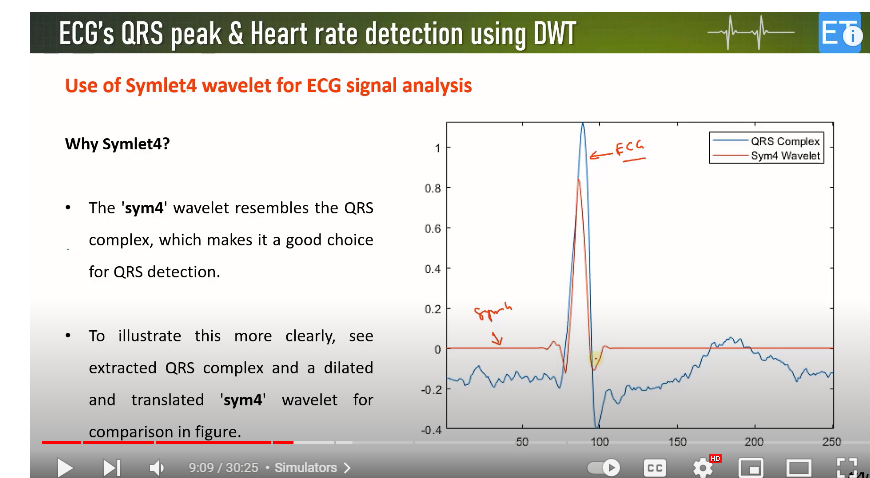 ECG's QRS peak & Heart rate detection using DWT
ET
Use of Symlet4 wavelet for ECG signal analysis
Why Symlet4?
• The 'sym4' wavelet resembles the QRS
complex, which makes it a good choice
for QRS detection.
• To illustrate this more clearly, see
extracted QRS complex and a dilated
and translated 'sym4' wavelet for
comparison in figure.
QRS Complex
Sym4 Wavelet
ECG
sym4
1
0.8
0.6
0.4
0.2
0
-0.2
-0.4
50
100
150
200
250
9:09 / 30:25 • Simulators
CC
HD